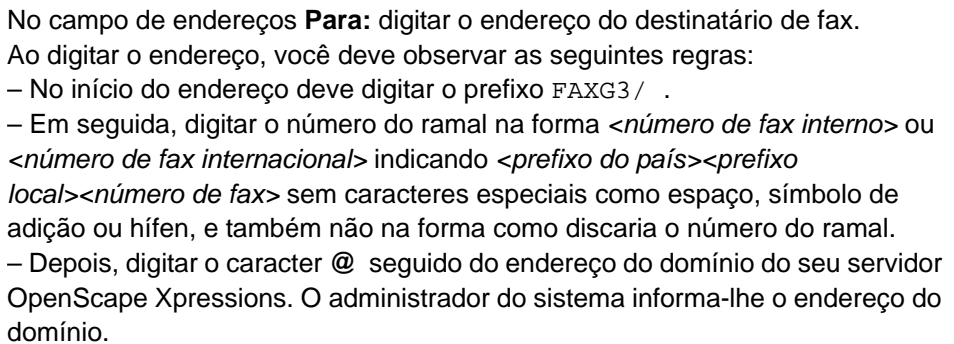 No campo de endereços Para: digitar o endereço do destinatário de fax.
Ao digitar o endereço, você deve observar as seguintes regras:
– No início do endereço deve digitar o prefixo FAXG3/ .
– Em seguida, digitar o número do ramal na forma <número de fax interno> ou
<número de fax internacional> indicando <prefixo do país><prefixo
local><número de fax> sem caracteres especiais como espaço, símbolo de
adição ou hífen, e também não na forma como discaria o número do ramal.
– Depois, digitar o caracter @ seguido do endereço do domínio do seu servidor
OpenScape Xpressions. O administrador do sistema informa-lhe o endereço do
domínio.